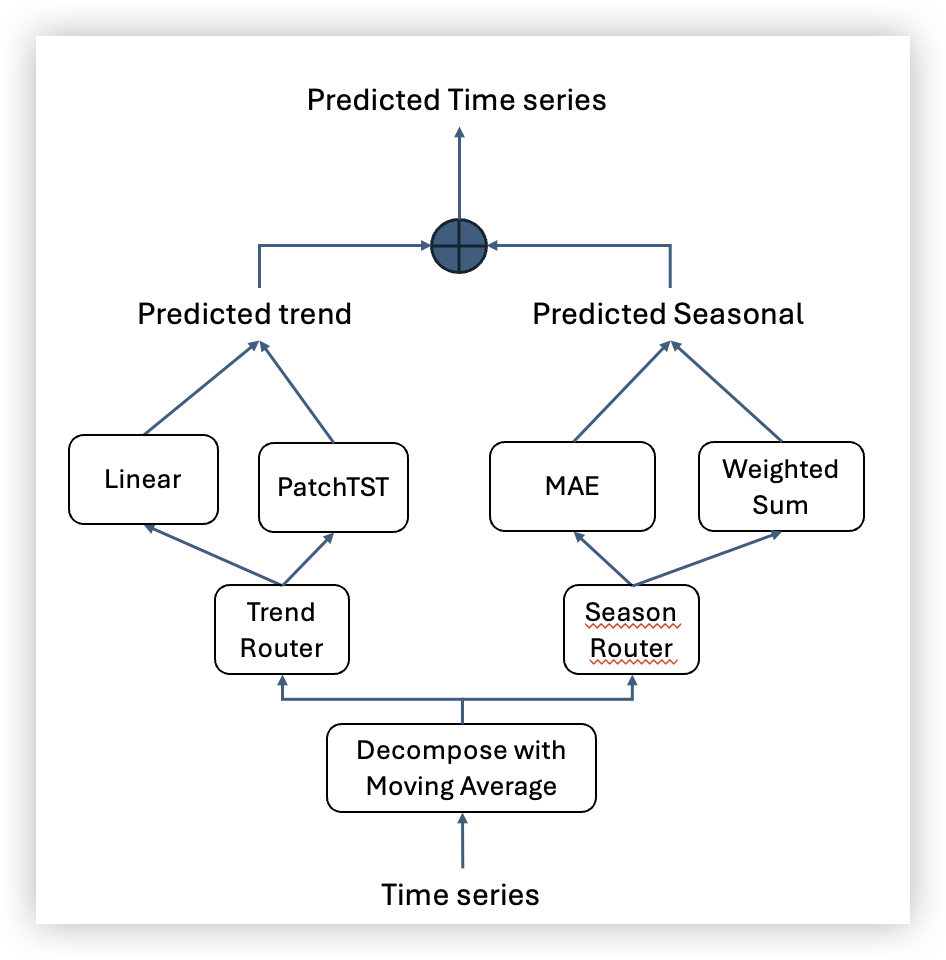 Predicted Time series
Predicted trend
Predicted Seasonal
Linear
PatchTST
MAE
Weighted
Sum
Trend
Router
Season
Router
Decompose with
Moving Average
Time series